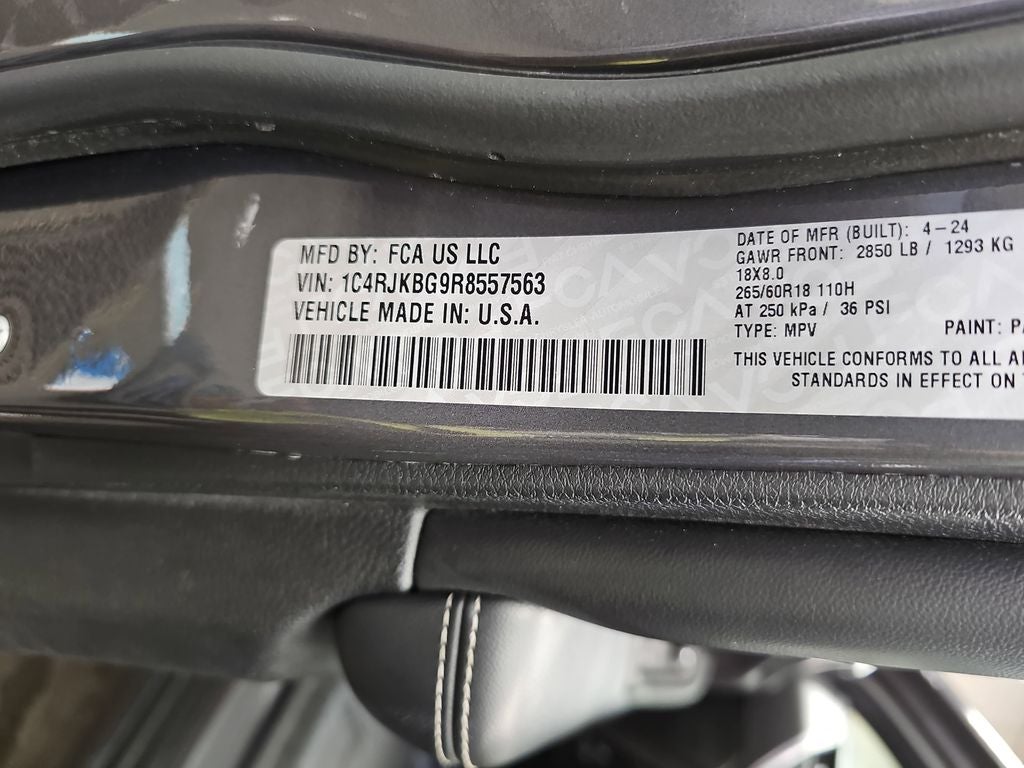 MFD BY: FCA US LLC
VIN: 1C4RJKBG9R8557563
VEHICLE MADE IN: U.S.A.
DATE OF MFR (BUILT): 4-24
GAWR FRONT: 2850 LB / 1293 KG
18X8.0
265/60R18 110H
AT 250 kPa / 36 PSI
TYPE: MPV PAINT: PA
THIS VEHICLE CONFORMS TO ALL A
STANDARDS IN EFFECT ON T